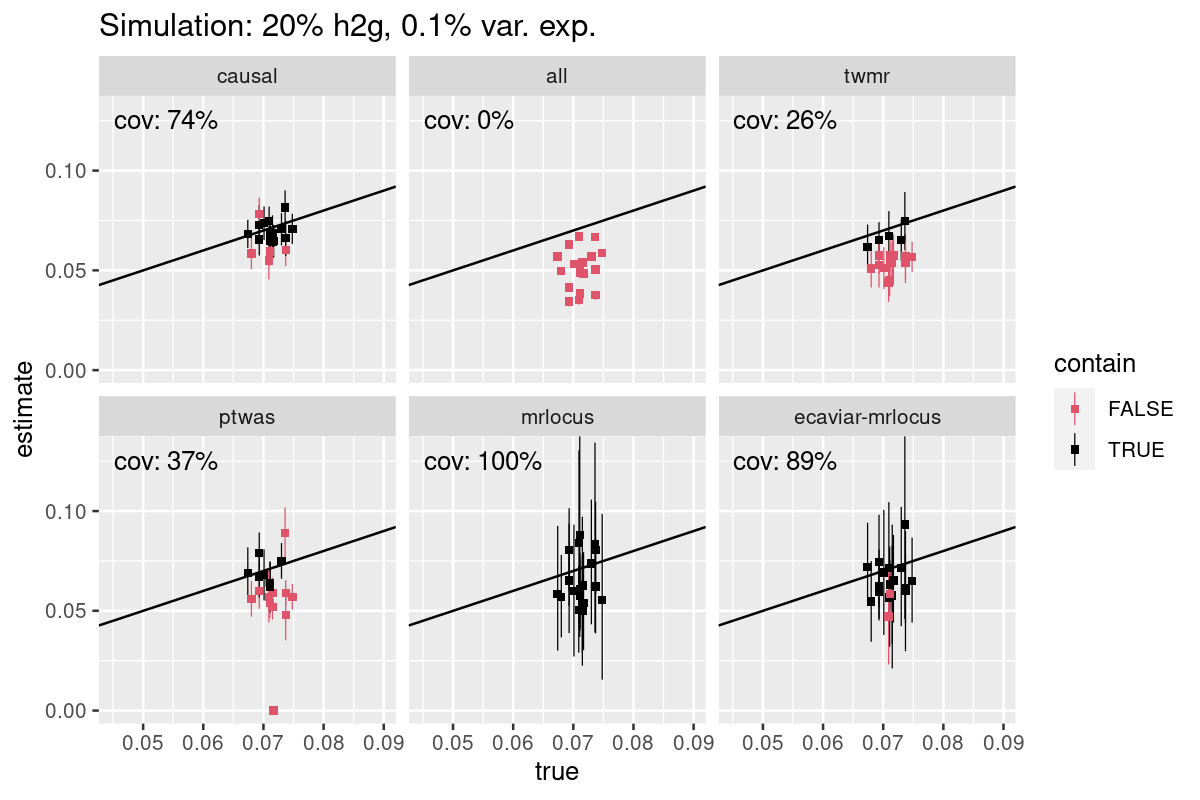 Simulation: 20% h2g, 0.1% var. exp.
causal
all
twmr
cov: 74%
cov: 0%
cov: 26%
0.10
0.05
0.00
ptwas
mrlocus
ecaviar-mrlocus
cov: 37%
cov: 100%
cov: 89%
0.10
0.05
0.00
0.05 0.06 0.07 0.08 0.09
0.05 0.06 0.07 0.08 0.09
0.05 0.06 0.07 0.08 0.09
true
estimate
contain
FALSE
TRUE